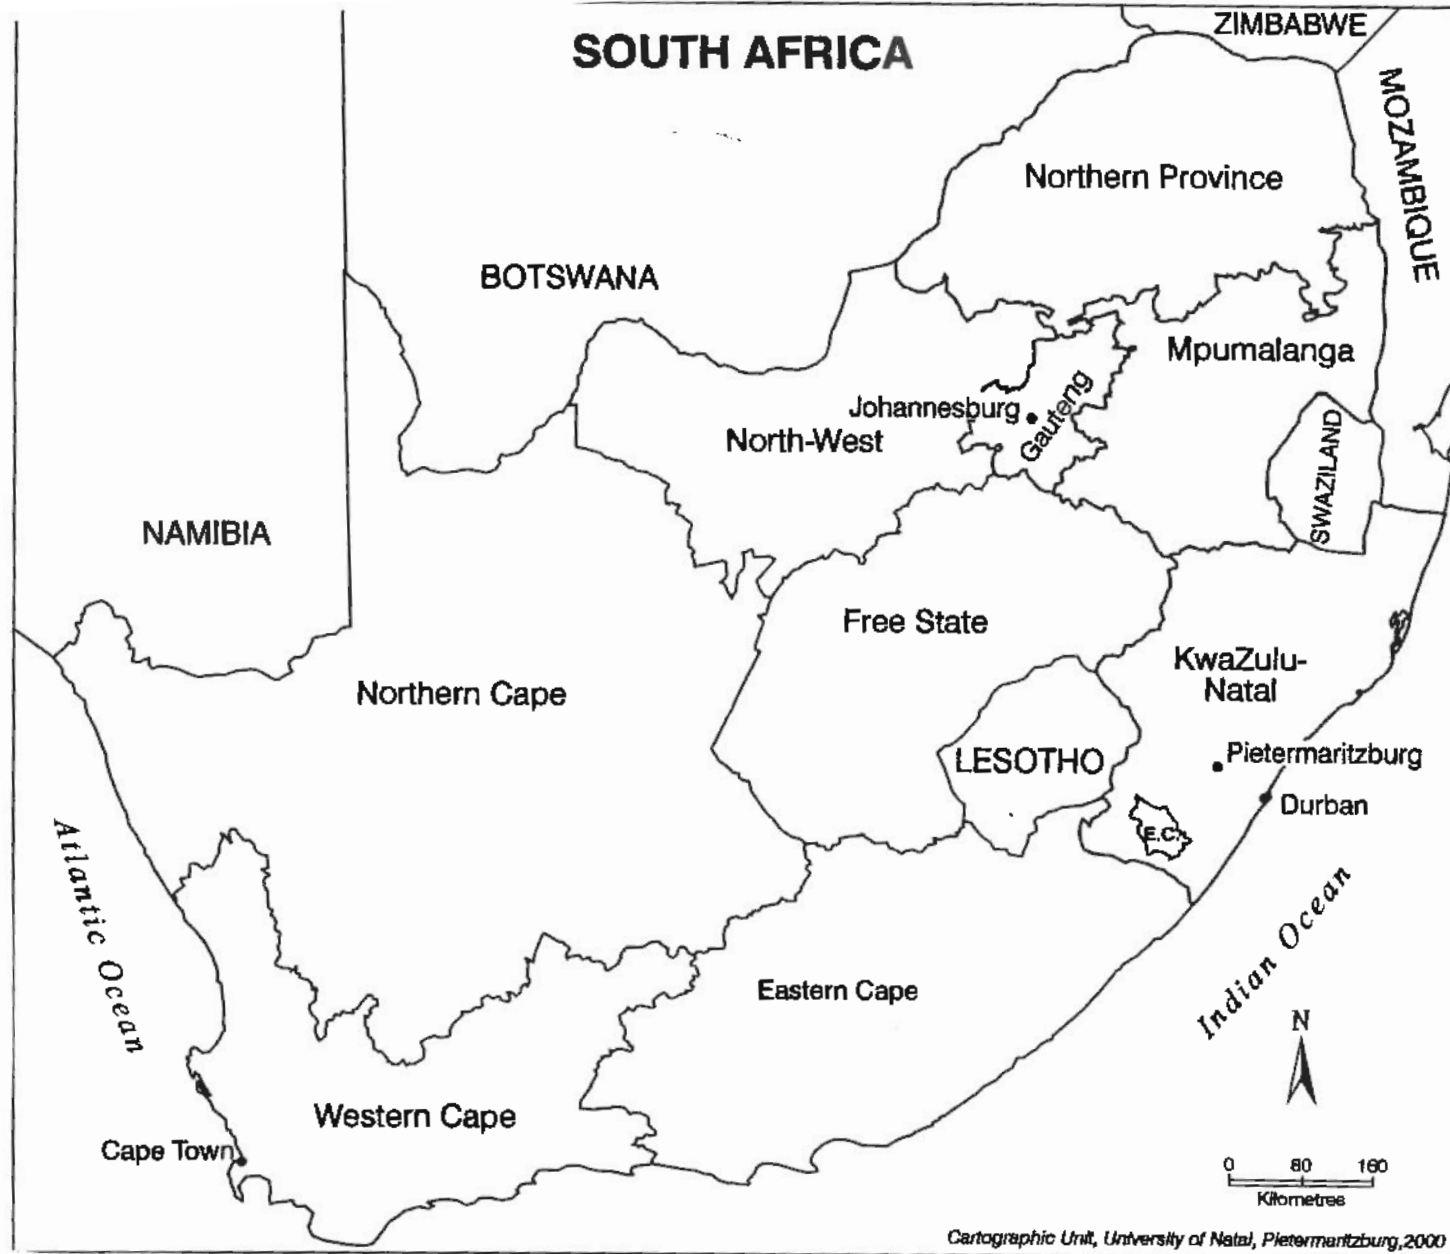 SOUTH AFRICA
ZIMBABWE
MOZAMBIQUE
Northern Province
BOTSWANA
Mpumalanga
Johannesburg
Gauteng
North-West
SWAZILAND
NAMIBIA
Free State
KwaZulu-
Natal
Northern Cape
LESOTHO
Pietermaritzburg
Durban
E.C.
Atlantic Ocean
Indian Ocean
Eastern Cape
N
Western Cape
Cape Town
0 80 160
Kilometres
Cartographic Unit, University of Natal, Pietermaritzburg,2000